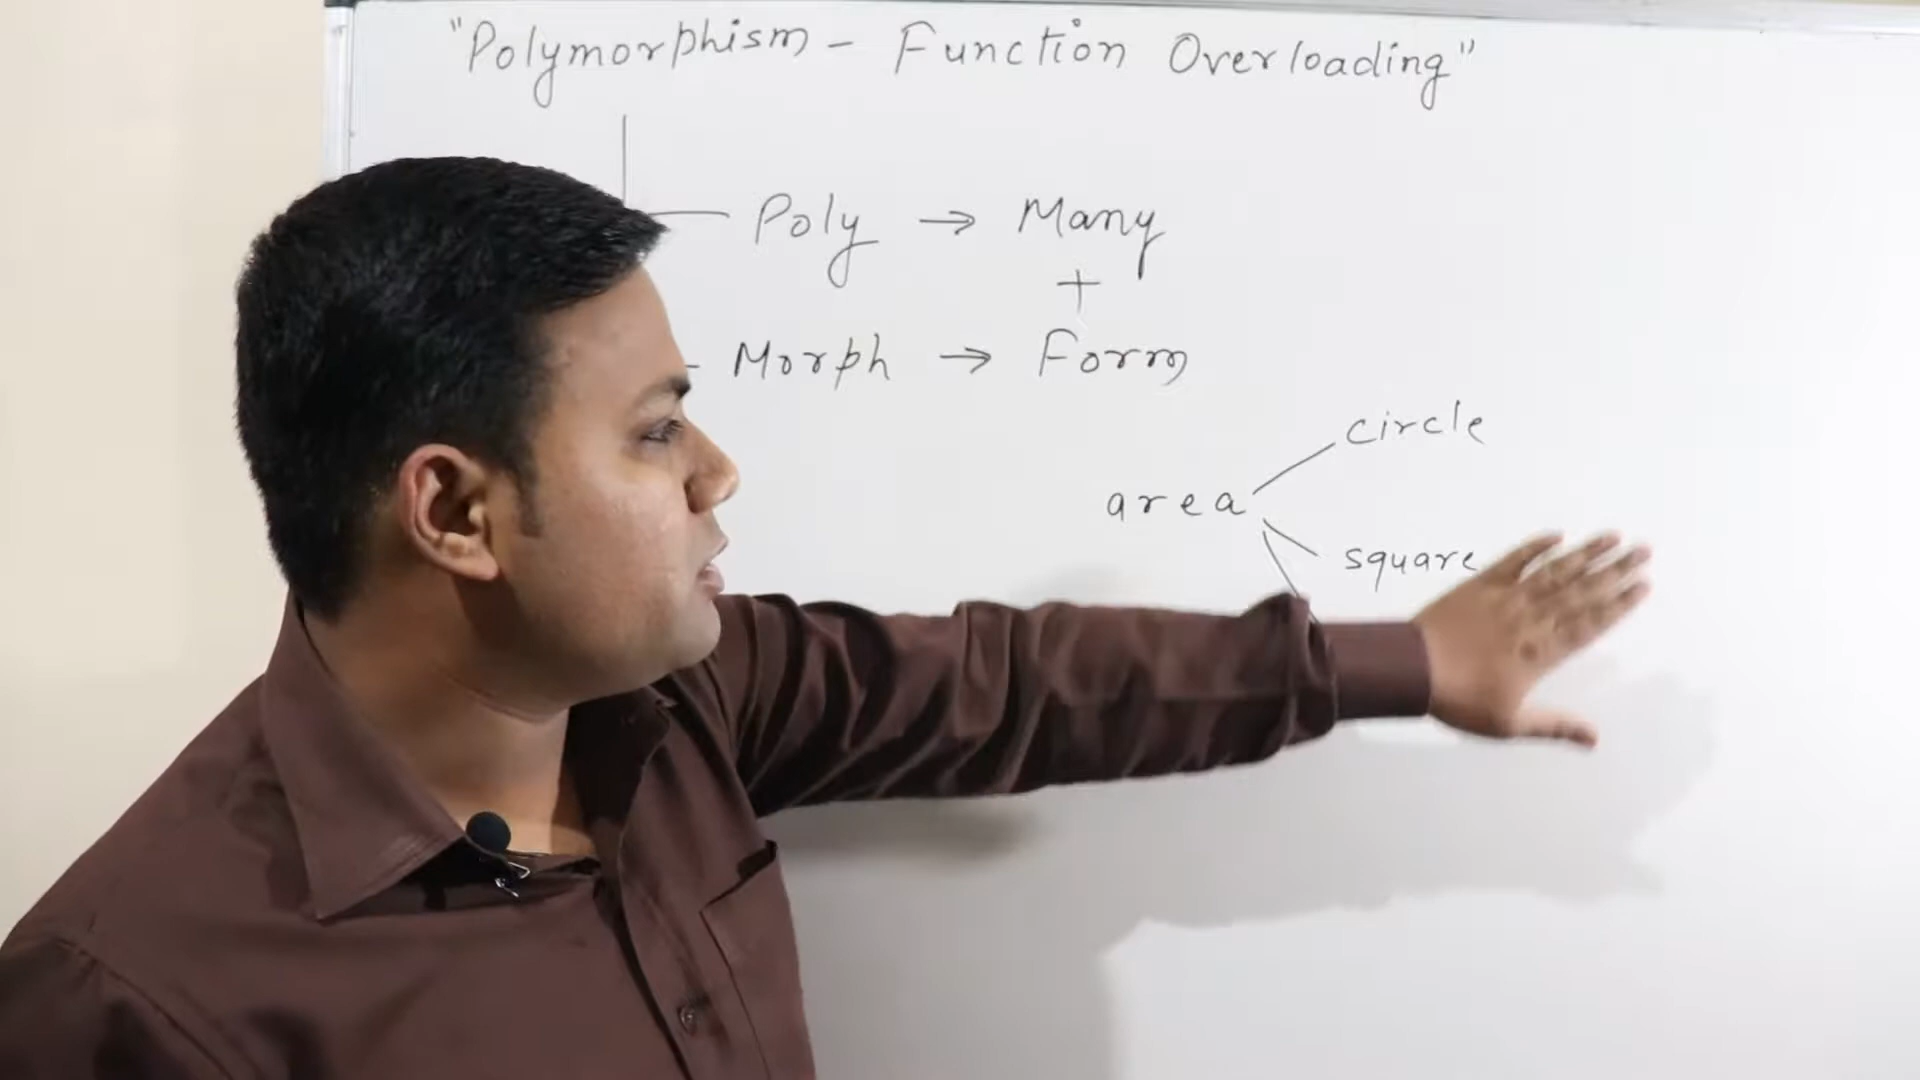 "Polymorphism - Function Overloading"
Poly → Many
+
Morph → Form
circle
area
square